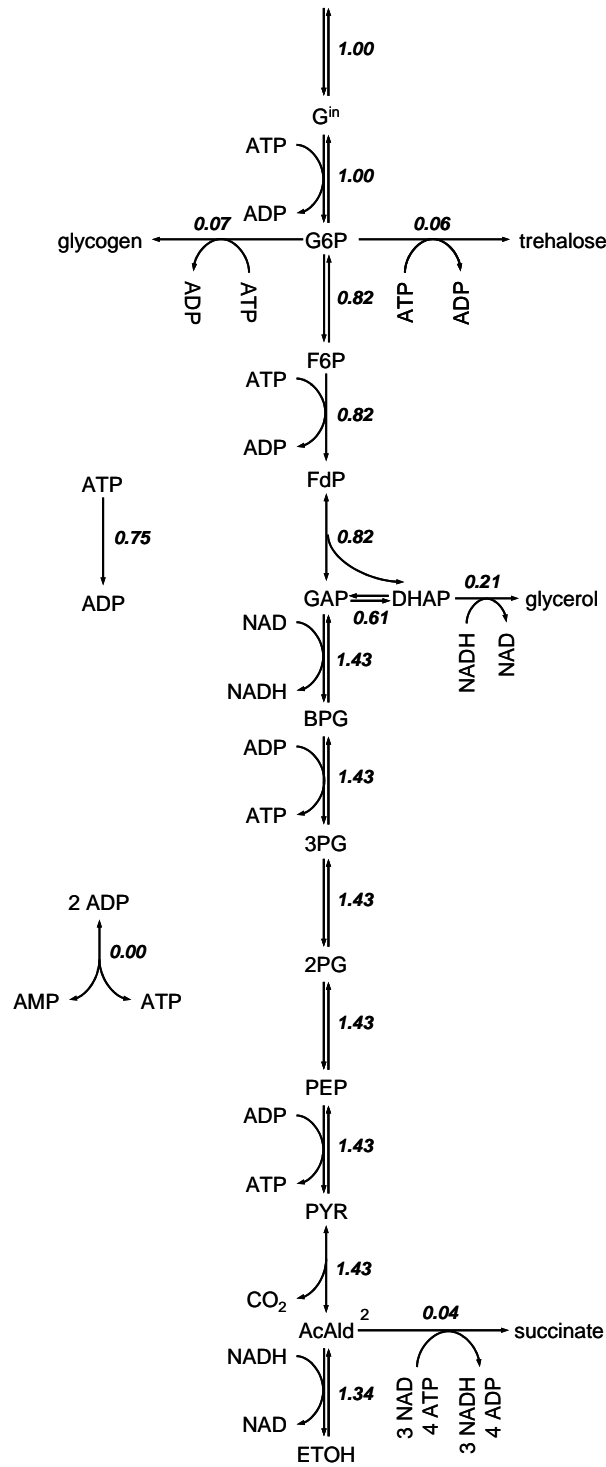 1.00
Gin
ATP
1.00
ADP
0.07
0.06
glycogen
G6P
trehalose
ADP
ATP
ATP
ADP
0.82
F6P
ATP
0.82
ADP
FdP
ATP
0.75
ADP
0.82
GAP
DHAP
0.21
glycerol
0.61
NAD
NADH
NAD
1.43
NADH
BPG
ADP
1.43
ATP
3PG
2 ADP
1.43
0.00
AMP
ATP
2PG
1.43
PEP
ADP
1.43
ATP
PYR
1.43
CO2
AcAld
2
0.04
succinate
NADH
3 NAD
4 ATP
3 NADH
4 ADP
1.34
NAD
ETOH